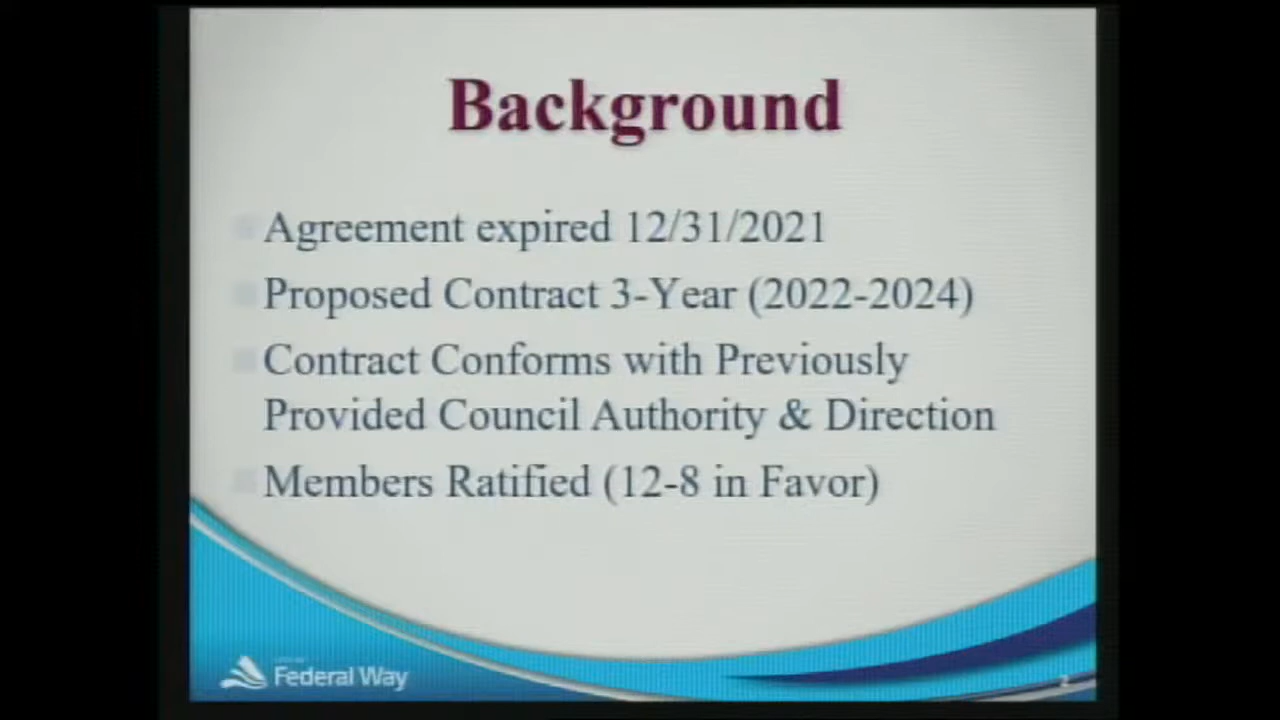 Background
Agreement expired 12/31/2021
Proposed Contract 3-Year (2022-2024)
Contract Conforms with Previously
Provided Council Authority & Direction
Members Ratified (12-8 in Favor)
Federal Way
2